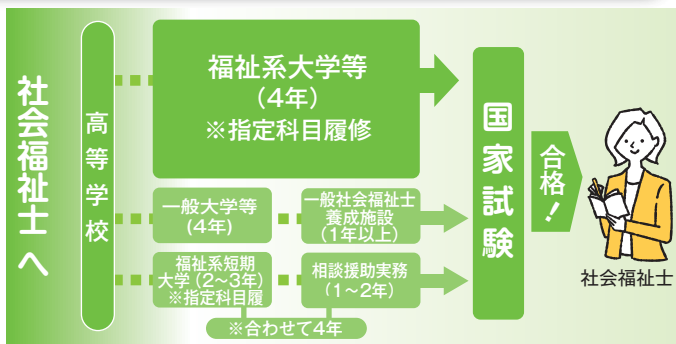 社会福祉士へ
高等学校
福祉系大学等
(4年)
※指定科目履修
一般大学等
(4年)
一般社会福祉士
養成施設
(1年以上)
福祉系短期
大学(2〜3年)
※指定科目履
相談援助実務
(1〜2年)
※合わせて4年
国家試験
合格!
社会福祉士